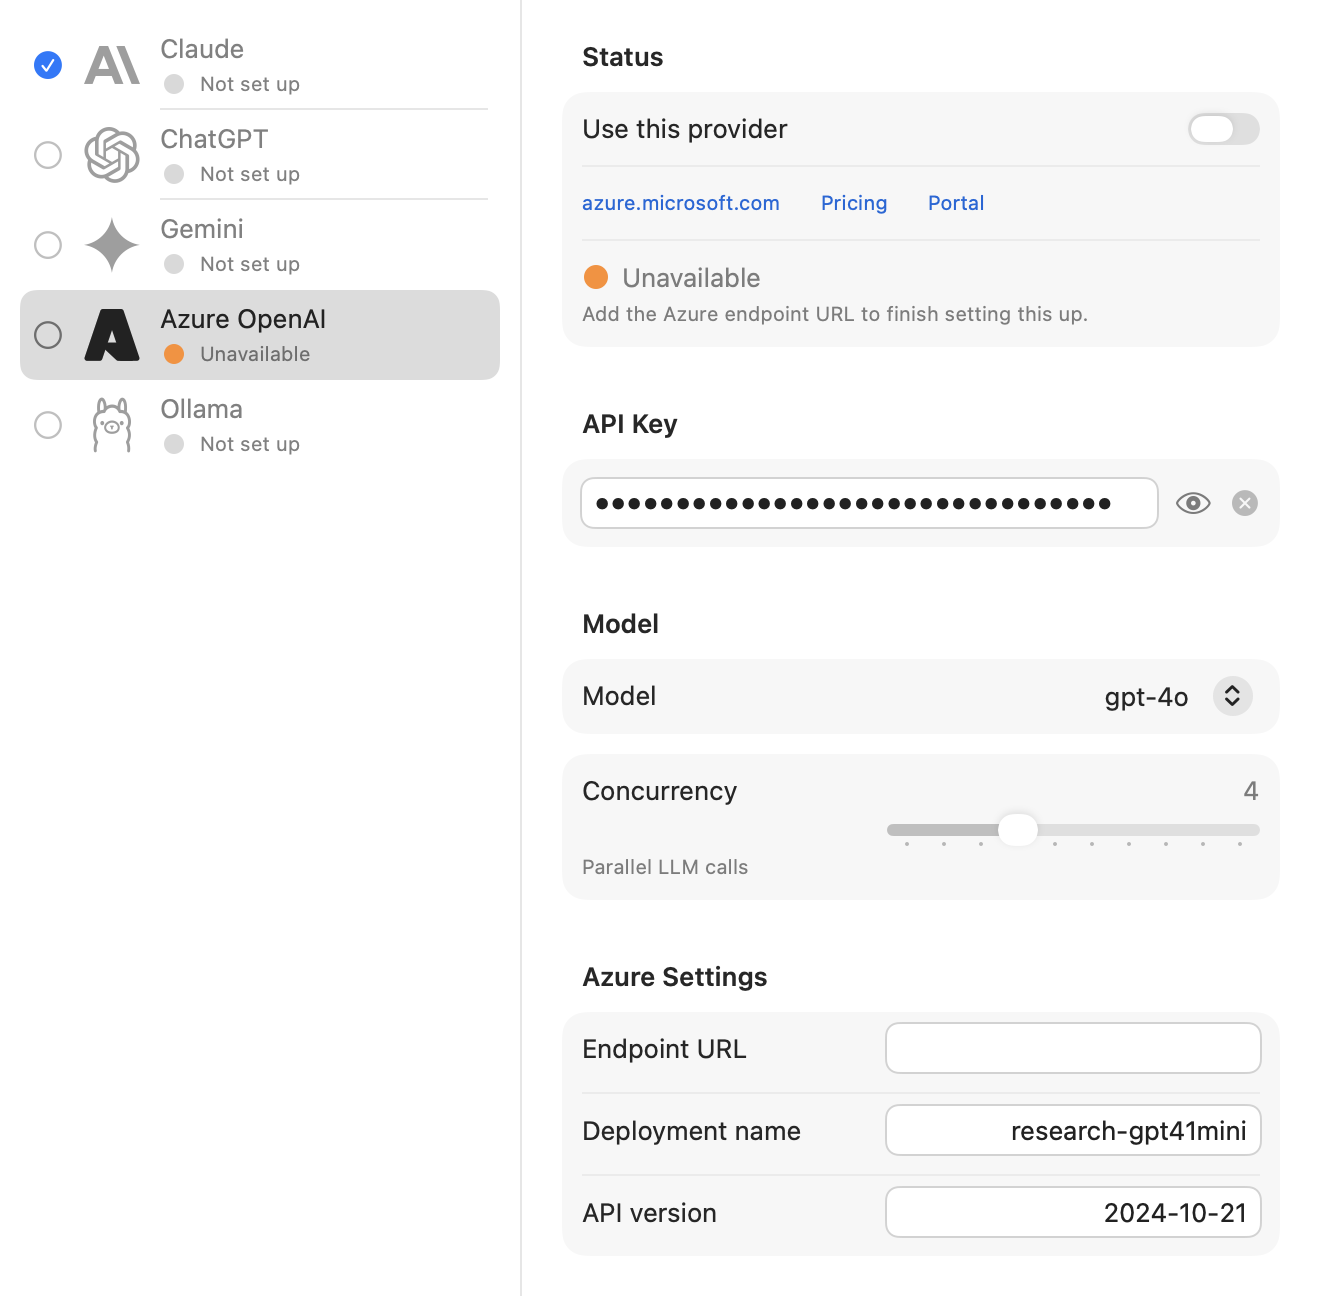 Claude
Not set up
ChatGPT
Not set up
Gemini
Not set up
Azure OpenAI
Unavailable
Ollama
Not set up
Status
Use this provider
azure.microsoft.com Pricing Portal
Unavailable
Add the Azure endpoint URL to finish setting this up.
API Key
••••••••••••••••••••••••••••••••
Model
Model gpt-4o
Concurrency 4
Parallel LLM calls
Azure Settings
Endpoint URL
Deployment name research-gpt41mini
API version 2024-10-21